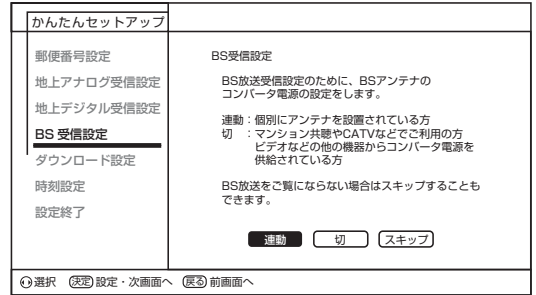 かんたんセットアップ
郵便番号設定
地上アナログ受信設定
地上デジタル受信設定
BS 受信設定
ダウンロード設定
時刻設定
設定終了
BS受信設定
BS放送受信設定のために、BSアンテナの
コンバータ電源の設定をします。
連動：個別にアンテナを設置されている方
切　：マンション共聴やCATVなどでご利用の方
ビデオなどの他の機器からコンバータ電源を
供給されている方
BS放送をご覧にならない場合はスキップすることも
できます。
連動　切　スキップ
選択　決定 設定・次画面へ　戻る 前画面へ